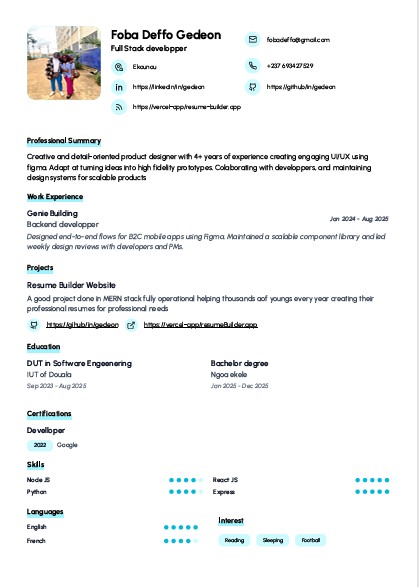 Foba Deffo Gedeon
Full Stack developper
fobadeffo@gmail.com
Ekounou
+237 693427529
https://linkedin/in/gedeon
https://github/in/gedeon
https://vercel-app/resume-builder.app
Professional Summary
Creative and detail-oriented product designer with 4+ years of experience creating engaging UI/UX using
figma. Adapt at turning ideas into high fidelity prototypes. Colaborating with developpers, and maintaining
design systems for scalable products
Work Experience
Genie Building
Jan 2024 - Aug 2025
Backend developper
Designed end-to-end flows for B2C mobile apps using Figma. Maintained a scalable component library and led
weekly design reviews with developers and PMs.
Projects
Resume Builder Website
A good project done in MERN stack fully operational helping thousands aof youngs every year creating their
professional resumes for professional needs
https://gihub/in/gedeon https://vercel-app/resumeBuilder.app
Education
DUT in Software Engeenering
Bachelor degree
IUT of Douala
Ngoa ekele
Sep 2023 - Aug 2025
Jan 2025 - Dec 2025
Certifications
Develloper
2022 Google
Skills
Node JS
React JS
Python
Express
Languages
Interest
English
Reading Sleeping Football
French